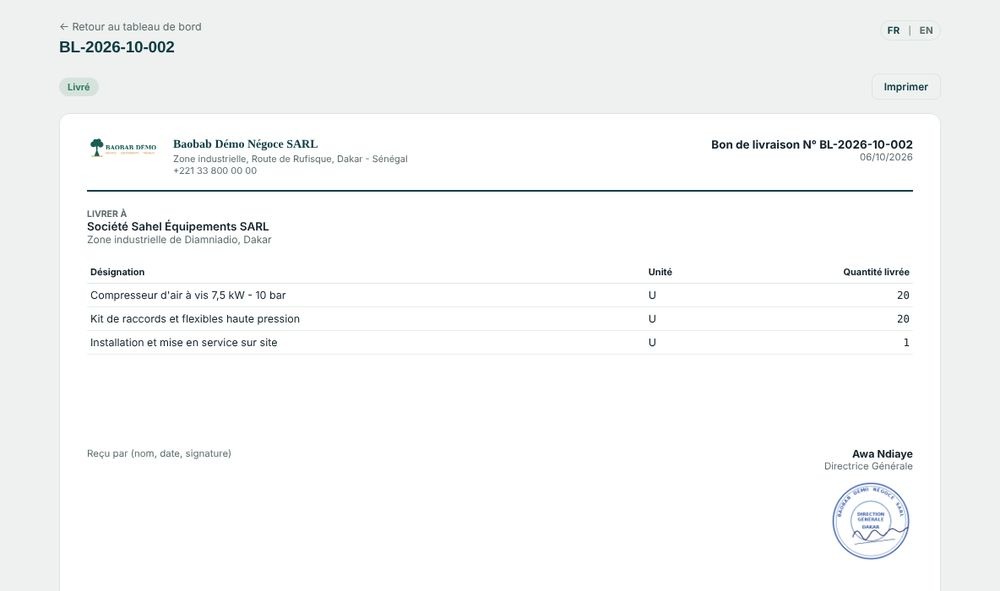 ← Retour au tableau de bord
FR | EN
BL-2026-10-002
Livré
Imprimer
BAOBAB DÉMO
Baobab Démo Négoce SARL
Zone industrielle, Route de Rufisque, Dakar - Sénégal
+221 33 800 00 00
Bon de livraison N° BL-2026-10-002
06/10/2026
LIVRER À
Société Sahel Équipements SARL
Zone industrielle de Diamniadio, Dakar
Désignation Unité Quantité livrée
Compresseur d'air à vis 7,5 kW - 10 bar U 20
Kit de raccords et flexibles haute pression U 20
Installation et mise en service sur site U 1
Reçu par (nom, date, signature)
Awa Ndiaye
Directrice Générale
BAOBAB DÉMO NÉGOCE SARL
DIRECTION
GÉNÉRALE
DAKAR